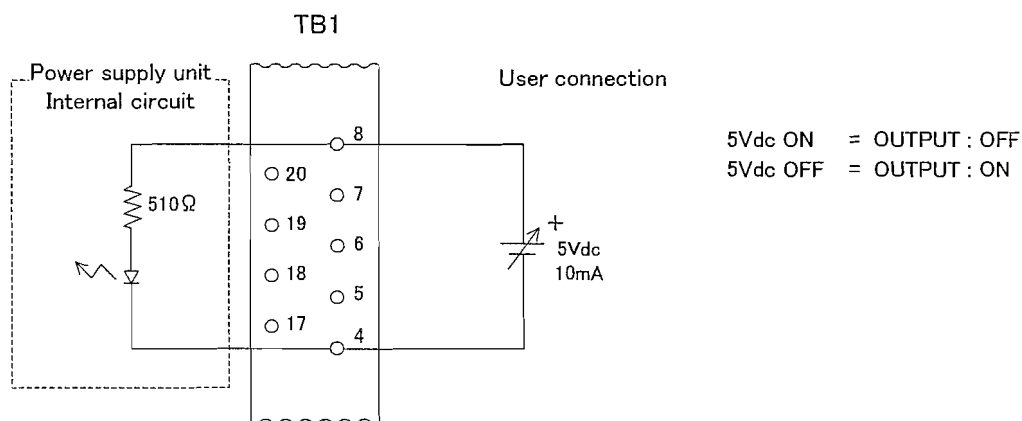 TB1
Power supply unit
Internal circuit
User connection
5Vdc ON = OUTPUT : OFF
5Vdc OFF = OUTPUT : ON
8
20
7
510Ω
19
6
+
5Vdc
10mA
18
5
17
4